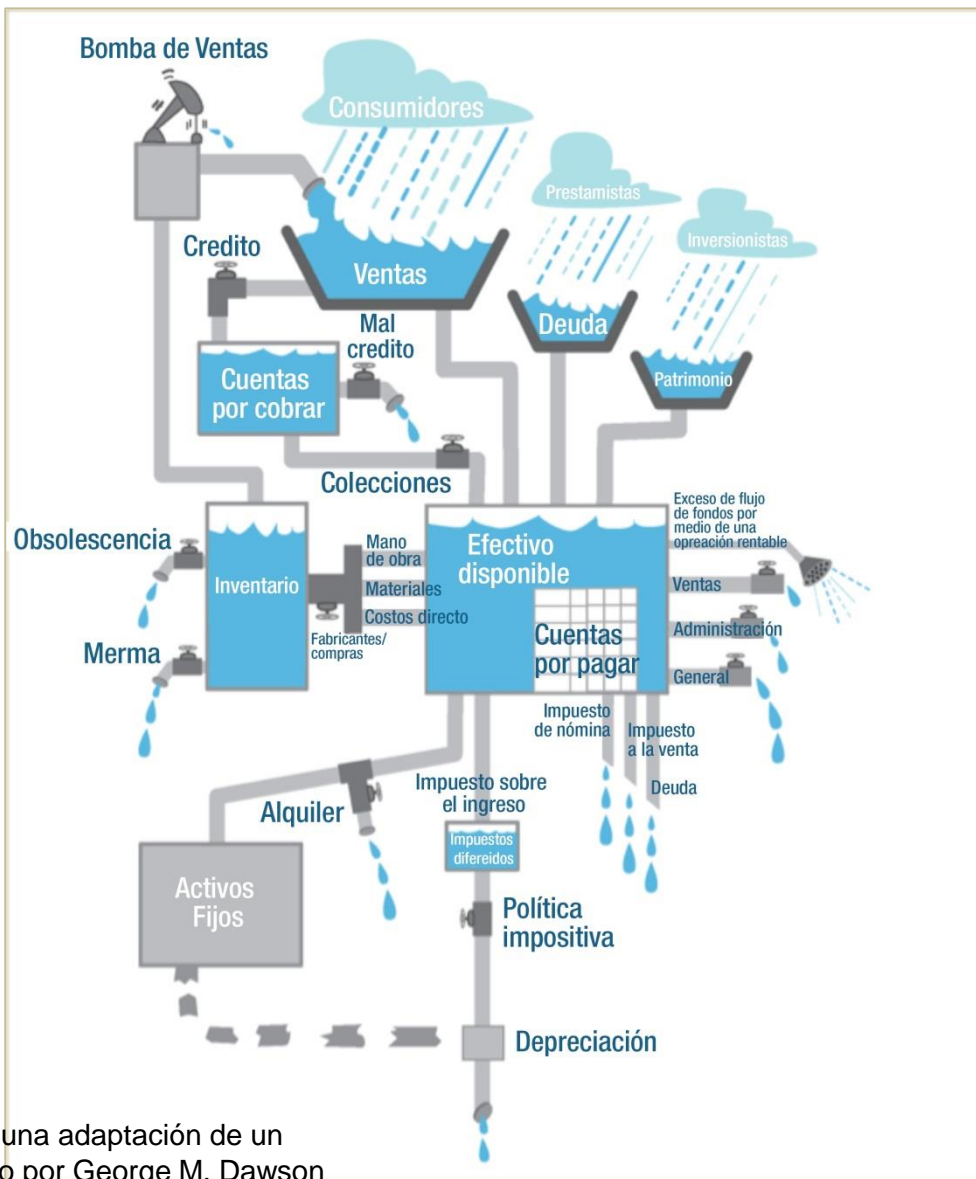 Bomba de Ventas
Consumidores
Prestamistas
Inversionistas
Credito
Ventas
Mal
credito
Deuda
Patrimonio
Cuentas
por cobrar
Colecciones
Exceso de flujo
de fondos por
medio de una
opreación rentable
Obsolescencia
Inventario
Mano
de obra
Materiales
Costos directo
Fabricantes/
compras
Efectivo
disponible
Ventas
Cuentas
por pagar
Administración
General
Merma
Impuesto
de nómina
Impuesto
a la venta
Deuda
Alquiler
Impuesto sobre
el ingreso
Impuestos
difereidos
Activos
Fijos
Política
impositiva
Depreciación
una adaptación de un
o por George M. Dawson